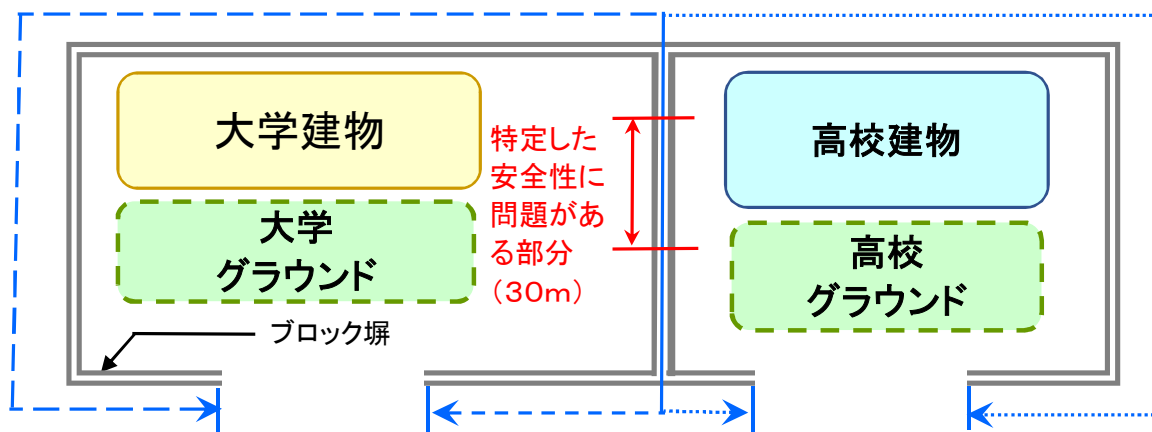 大学建物
特定した
安全性に
問題があ
る部分
（30ｍ）
高校建物
大学
グラウンド
高校
グラウンド
ブロック塀